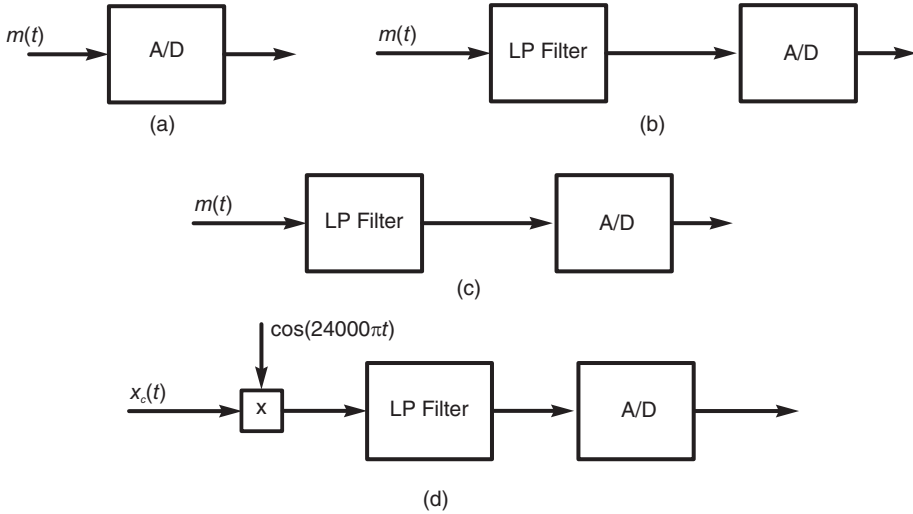 m(t)
A/D
(a)
m(t)
LP Filter
A/D
(b)
m(t)
LP Filter
A/D
(c)
cos(24000πt)
x_c(t)
x
LP Filter
A/D
(d)